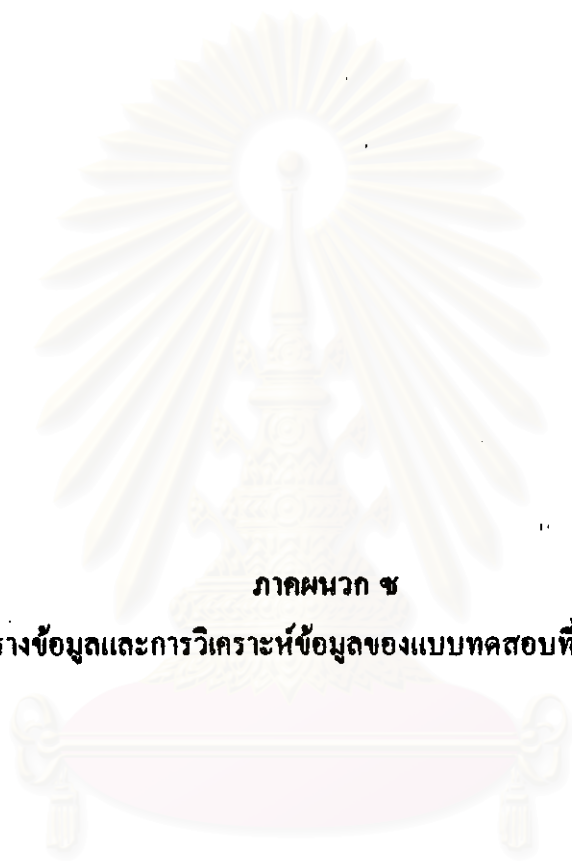 ภาคผนวก ซ
รางข้อมูลและการวิเคราะห์ข้อมูลของแบบทดสอบที่